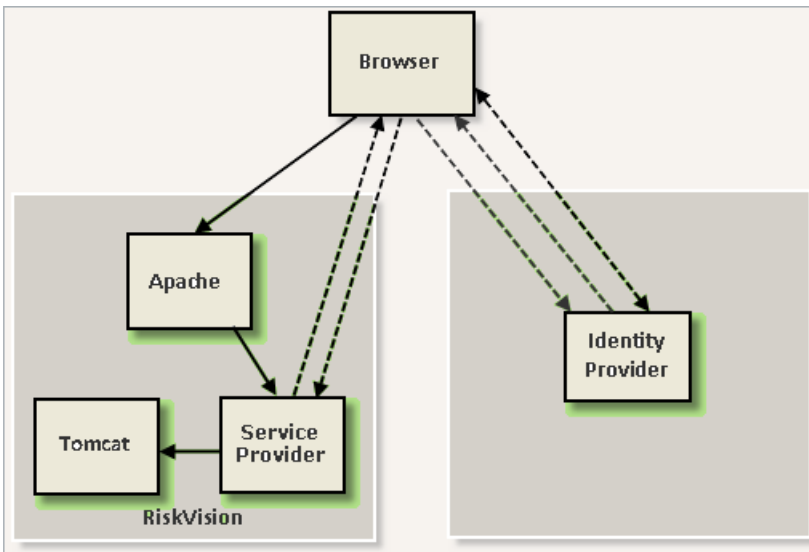 Browser
Apache
Identity
Provider
Tomcat
Service
Provider
RiskVision